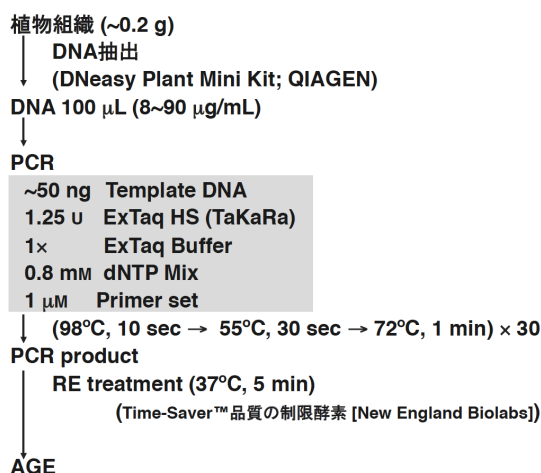 植物組織 (~0.2 g)
DNA抽出
(DNeasy Plant Mini Kit; QIAGEN)
DNA 100 μL (8~90 μg/mL)
PCR
~50 ng Template DNA
1.25 U ExTaq HS (TaKaRa)
1× ExTaq Buffer
0.8 mM dNTP Mix
1 μM Primer set
(98ºC, 10 sec → 55ºC, 30 sec → 72ºC, 1 min) × 30
PCR product
RE treatment (37ºC, 5 min)
(Time-Saver™品質の制限酵素 [New England Biolabs])
AGE